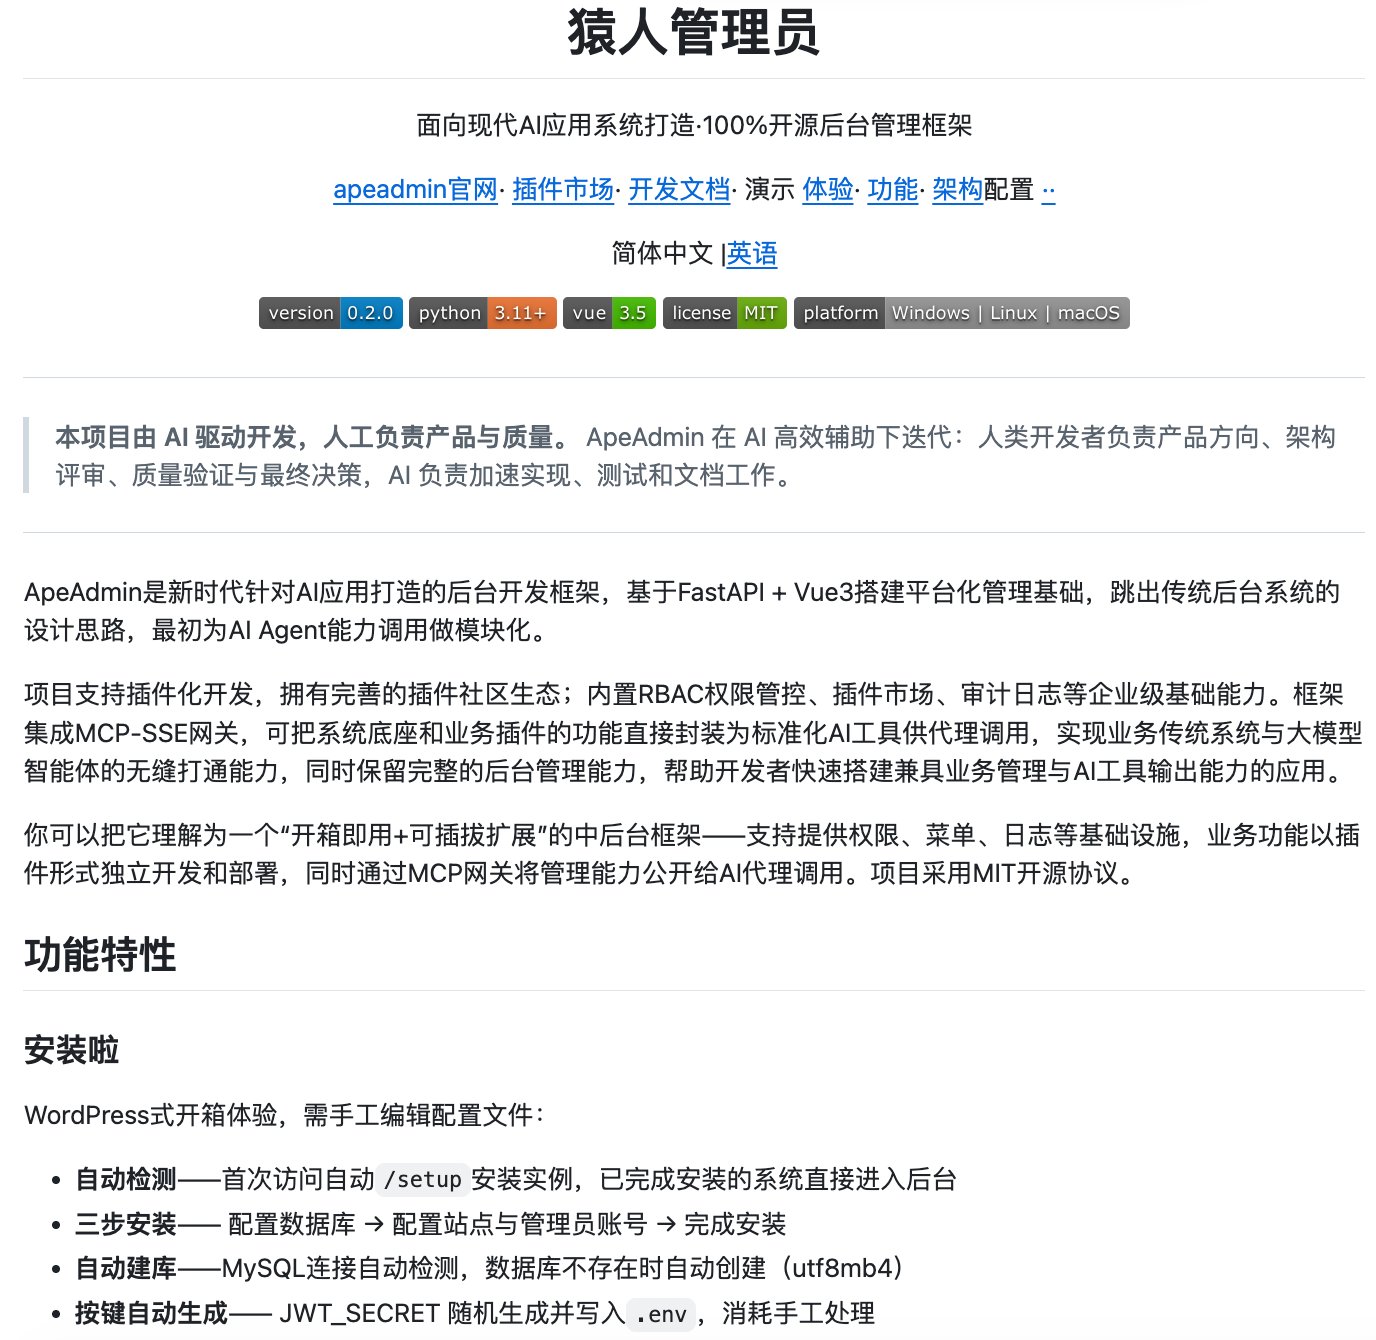 猿人管理员
面向现代AI应用系统打造·100%开源后台管理框架
apeadmin官网· 插件市场· 开发文档· 演示 体验· 功能· 架构配置 ··
简体中文 |英语
version 0.2.0 python 3.11+ vue 3.5 license MIT platform Windows | Linux | macOS
本项目由 AI 驱动开发，人工负责产品与质量。 ApeAdmin 在 AI 高效辅助下迭代：人类开发者负责产品方向、架构
评审、质量验证与最终决策，AI 负责加速实现、测试和文档工作。
ApeAdmin是新时代针对AI应用打造的后台开发框架，基于FastAPI + Vue3搭建平台化管理基础，跳出传统后台系统的
设计思路，最初为AI Agent能力调用做模块化。
项目支持插件化开发，拥有完善的插件社区生态；内置RBAC权限管控、插件市场、审计日志等企业级基础能力。框架
集成MCP-SSE网关，可把系统底座和业务插件的功能直接封装为标准化AI工具供代理调用，实现业务传统系统与大模型
智能体的无缝打通能力，同时保留完整的后台管理能力，帮助开发者快速搭建兼具业务管理与AI工具输出能力的应用。
你可以把它理解为一个“开箱即用+可插拔扩展”的中后台框架——支持提供权限、菜单、日志等基础设施，业务功能以插
件形式独立开发和部署，同时通过MCP网关将管理能力公开给AI代理调用。项目采用MIT开源协议。
功能特性
安装啦
WordPress式开箱体验，需手工编辑配置文件：
• 自动检测——首次访问自动/setup安装实例，已完成安装的系统直接进入后台
• 三步安装—— 配置数据库 → 配置站点与管理员账号 → 完成安装
• 自动建库——MySQL连接自动检测，数据库不存在时自动创建（utf8mb4）
• 按键自动生成—— JWT_SECRET 随机生成并写入.env，消耗手工处理